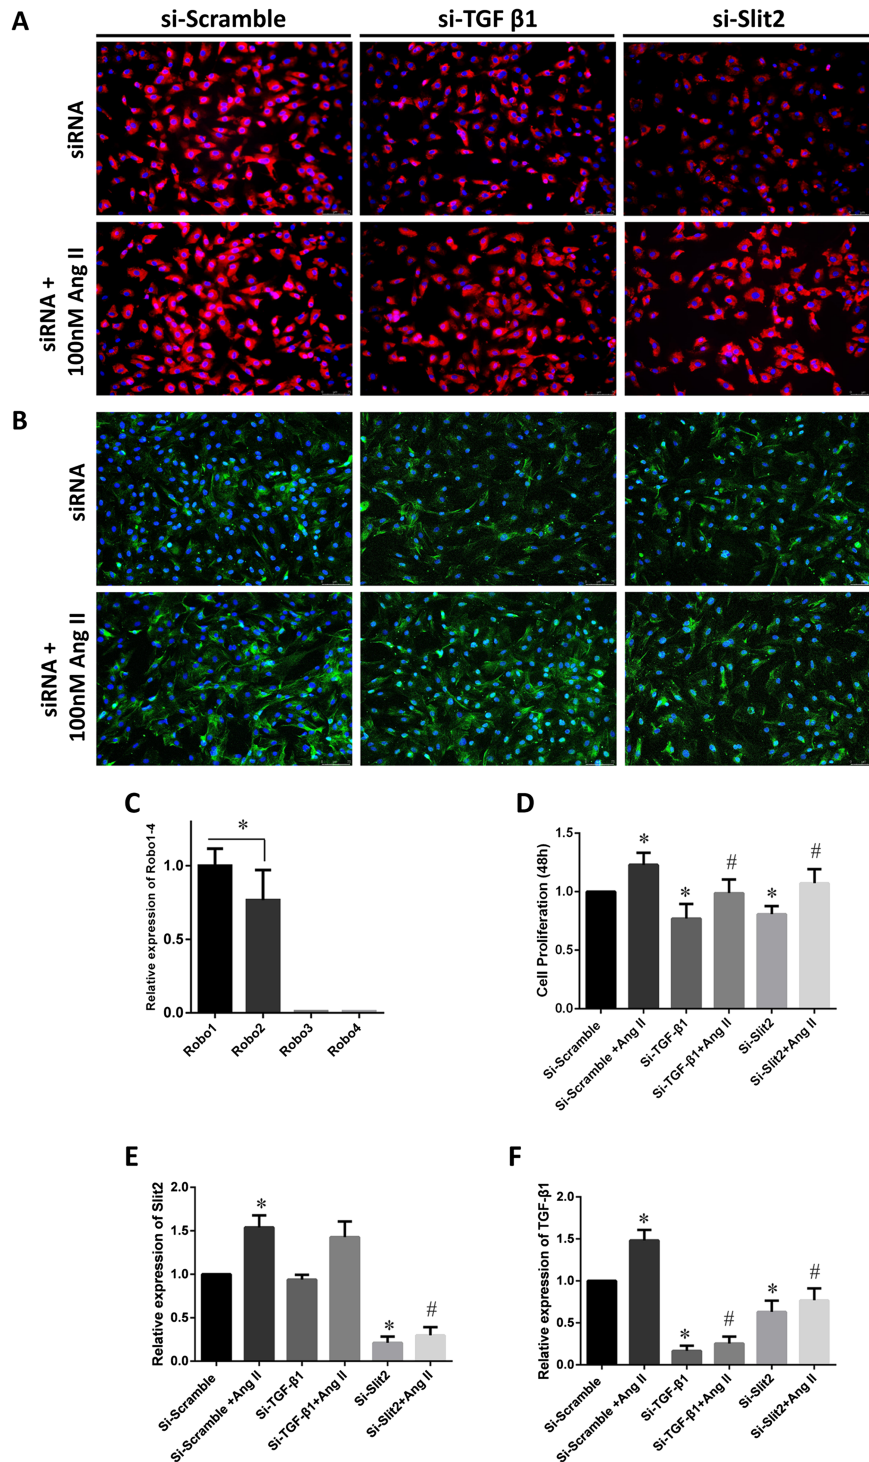 A
si-Scramble
si-TGF β1
si-Slit2
siRNA
siRNA +
100nM Ang II
B
siRNA
siRNA +
100nM Ang II
C
Relative expression of Robo1-4
1.0
0.5
0.0
*
Robo1
Robo2
Robo3
Robo4
D
Cell Proliferation (48h)
1.5
1.0
0.5
0.0
*
*
#
*
#
Si-Scramble
Si-Scramble +Ang II
Si-TGF-β1
Si-TGF-β1+Ang II
Si-Slit2
Si-Slit2+Ang II
E
Relative expression of Slit2
2.0
1.5
1.0
0.5
0.0
*
*
#
Si-Scramble
Si-Scramble +Ang II
Si-TGF-β1
Si-TGF-β1+Ang II
Si-Slit2
Si-Slit2+Ang II
F
Relative expression of TGF-β1
2.0
1.5
1.0
0.5
0.0
*
*
#
*
#
Si-Scramble
Si-Scramble +Ang II
Si-TGF-β1
Si-TGF-β1+Ang II
Si-Slit2
Si-Slit2+Ang II